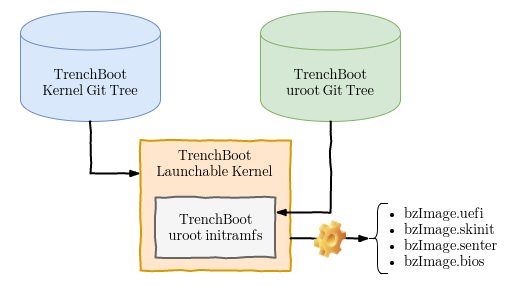 TrenchBoot
Kernel Git Tree
TrenchBoot
uroot Git Tree
TrenchBoot
Launchable Kernel
TrenchBoot
uroot initramfs
• bzImage.uefi
• bzImage.skinit
• bzImage.senter
• bzImage.bios